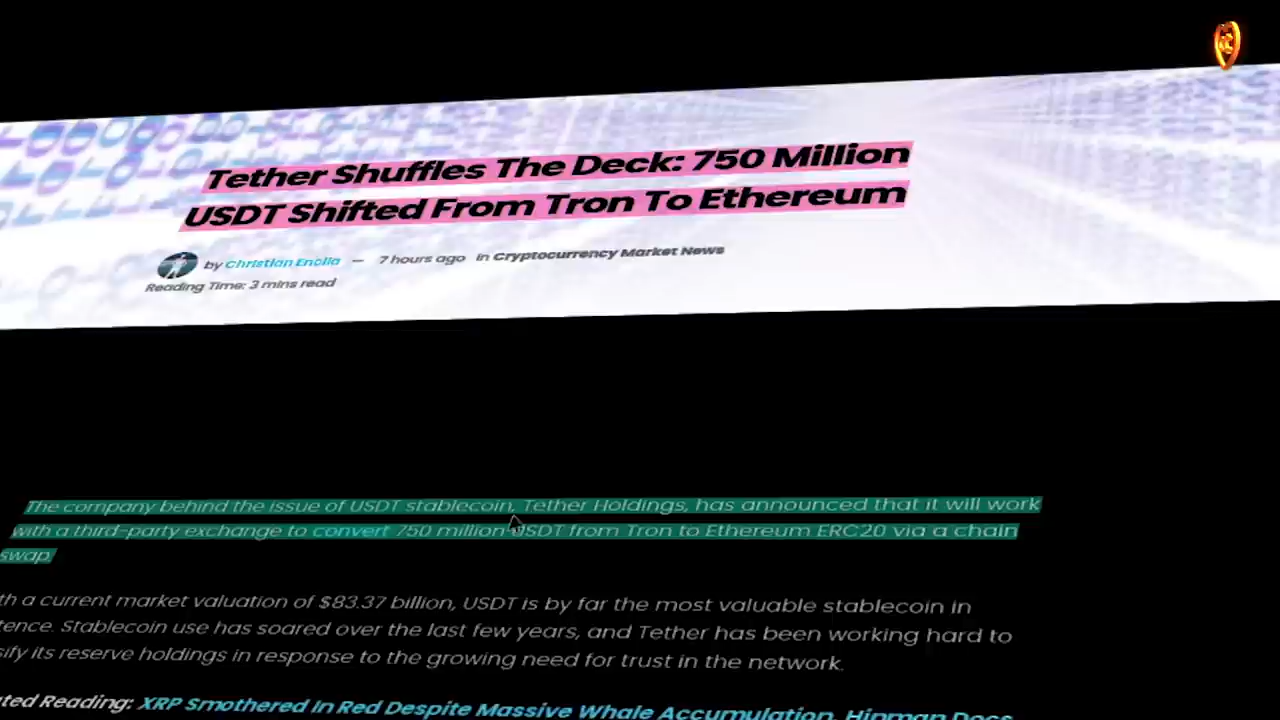 Tether Shuffles The Deck: 750 Million
USDT Shifted From Tron To Ethereum
by Christian Encila — 7 hours ago in Cryptocurrency Market News
Reading Time: 3 mins read
The company behind the issue of USDT stablecoin, Tether Holdings, has announced that it will work
with a third-party exchange to convert 750 million USDT from Tron to Ethereum ERC20 via a chain
swap.
th a current market valuation of $83.37 billion, USDT is by far the most valuable stablecoin in
tence. Stablecoin use has soared over the last few years, and Tether has been working hard to
sify its reserve holdings in response to the growing need for trust in the network.
ated Reading: XRP Smothered In Red Despite Massive Whale Accumulation, Hinman Docs